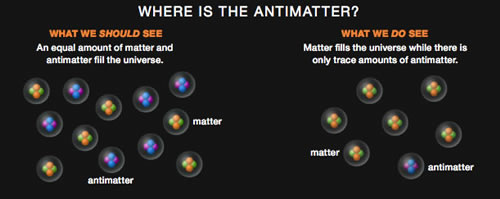 WHERE IS THE ANTIMATTER?
WHAT WE SHOULD SEE
An equal amount of matter and
antimatter fiil the universe.
matter
antimatter
WHAT WE DO SEE
Matter fills the universe while there is
only trace amounts of antimatter.
matter
antimatter